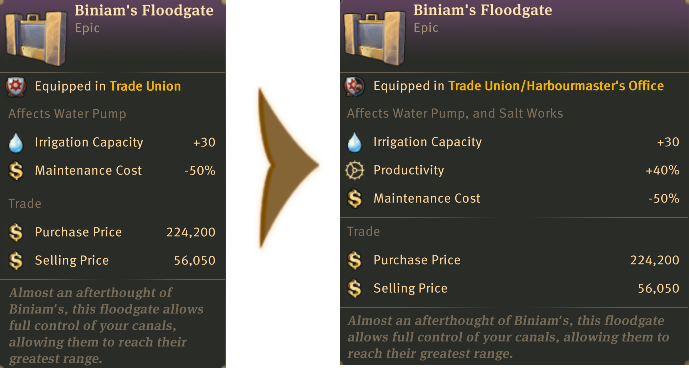 Biniam's Floodgate
Epic
Equipped in Trade Union
Affects Water Pump
Irrigation Capacity +30
Maintenance Cost -50%
Trade
Purchase Price 224,200
Selling Price 56,050
Almost an afterthought of
Biniam's, this floodgate allows
full control of your canals,
allowing them to reach their
greatest range.
Biniam's Floodgate
Epic
Equipped in Trade Union/Harbourmaster's Office
Affects Water Pump, and Salt Works
Irrigation Capacity +30
Productivity +40%
Maintenance Cost -50%
Trade
Purchase Price 224,200
Selling Price 56,050
Almost an afterthought of Biniam's, this floodgate
allows full control of your canals, allowing them to
reach their greatest range.